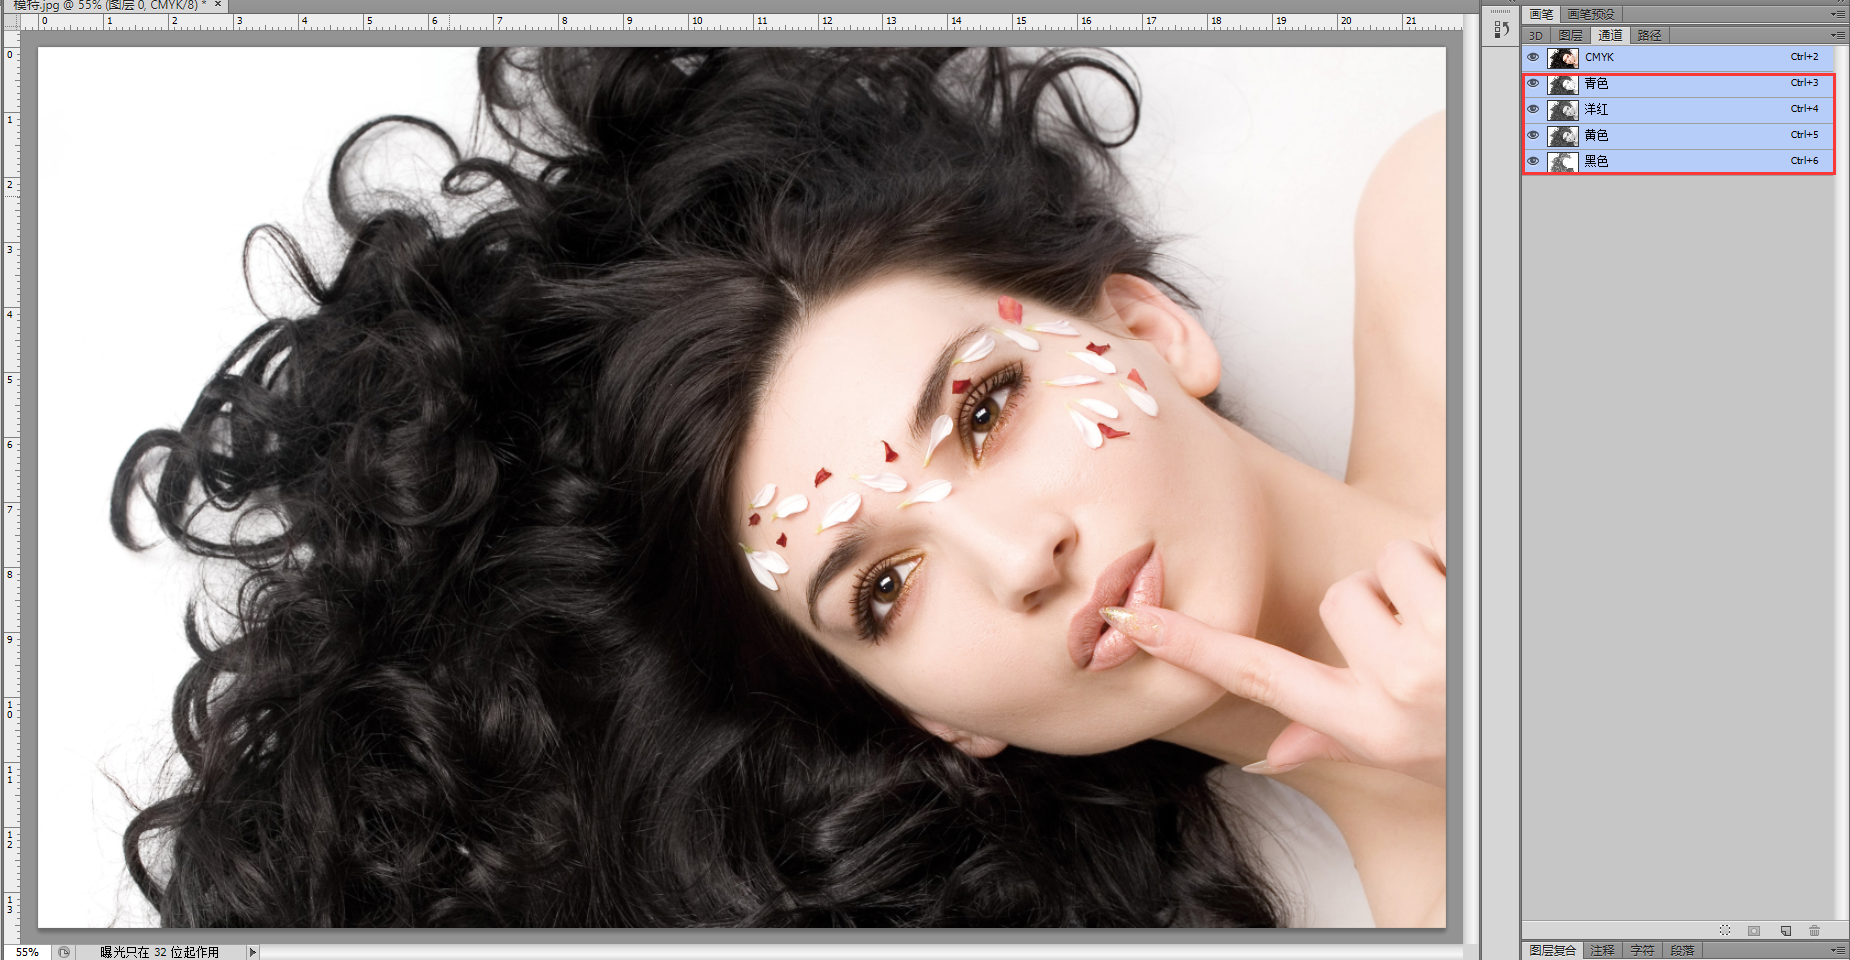 模特.jpg @ 55% (图层 0, CMYK/8) * ×
0 1 2 3 4 5 6 7 8 9 10 11 12 13 14 15 16 17 18 19 20 21
0
1
2
3
4
5
6
7
8
9
10
11
12
13
画笔 画笔预设
3D 图层 通道 路径
CMYK Ctrl+2
青色 Ctrl+3
洋红 Ctrl+4
黄色 Ctrl+5
黑色 Ctrl+6
55% 曝光只在 32 位起作用
图层复合 注释 字符 段落